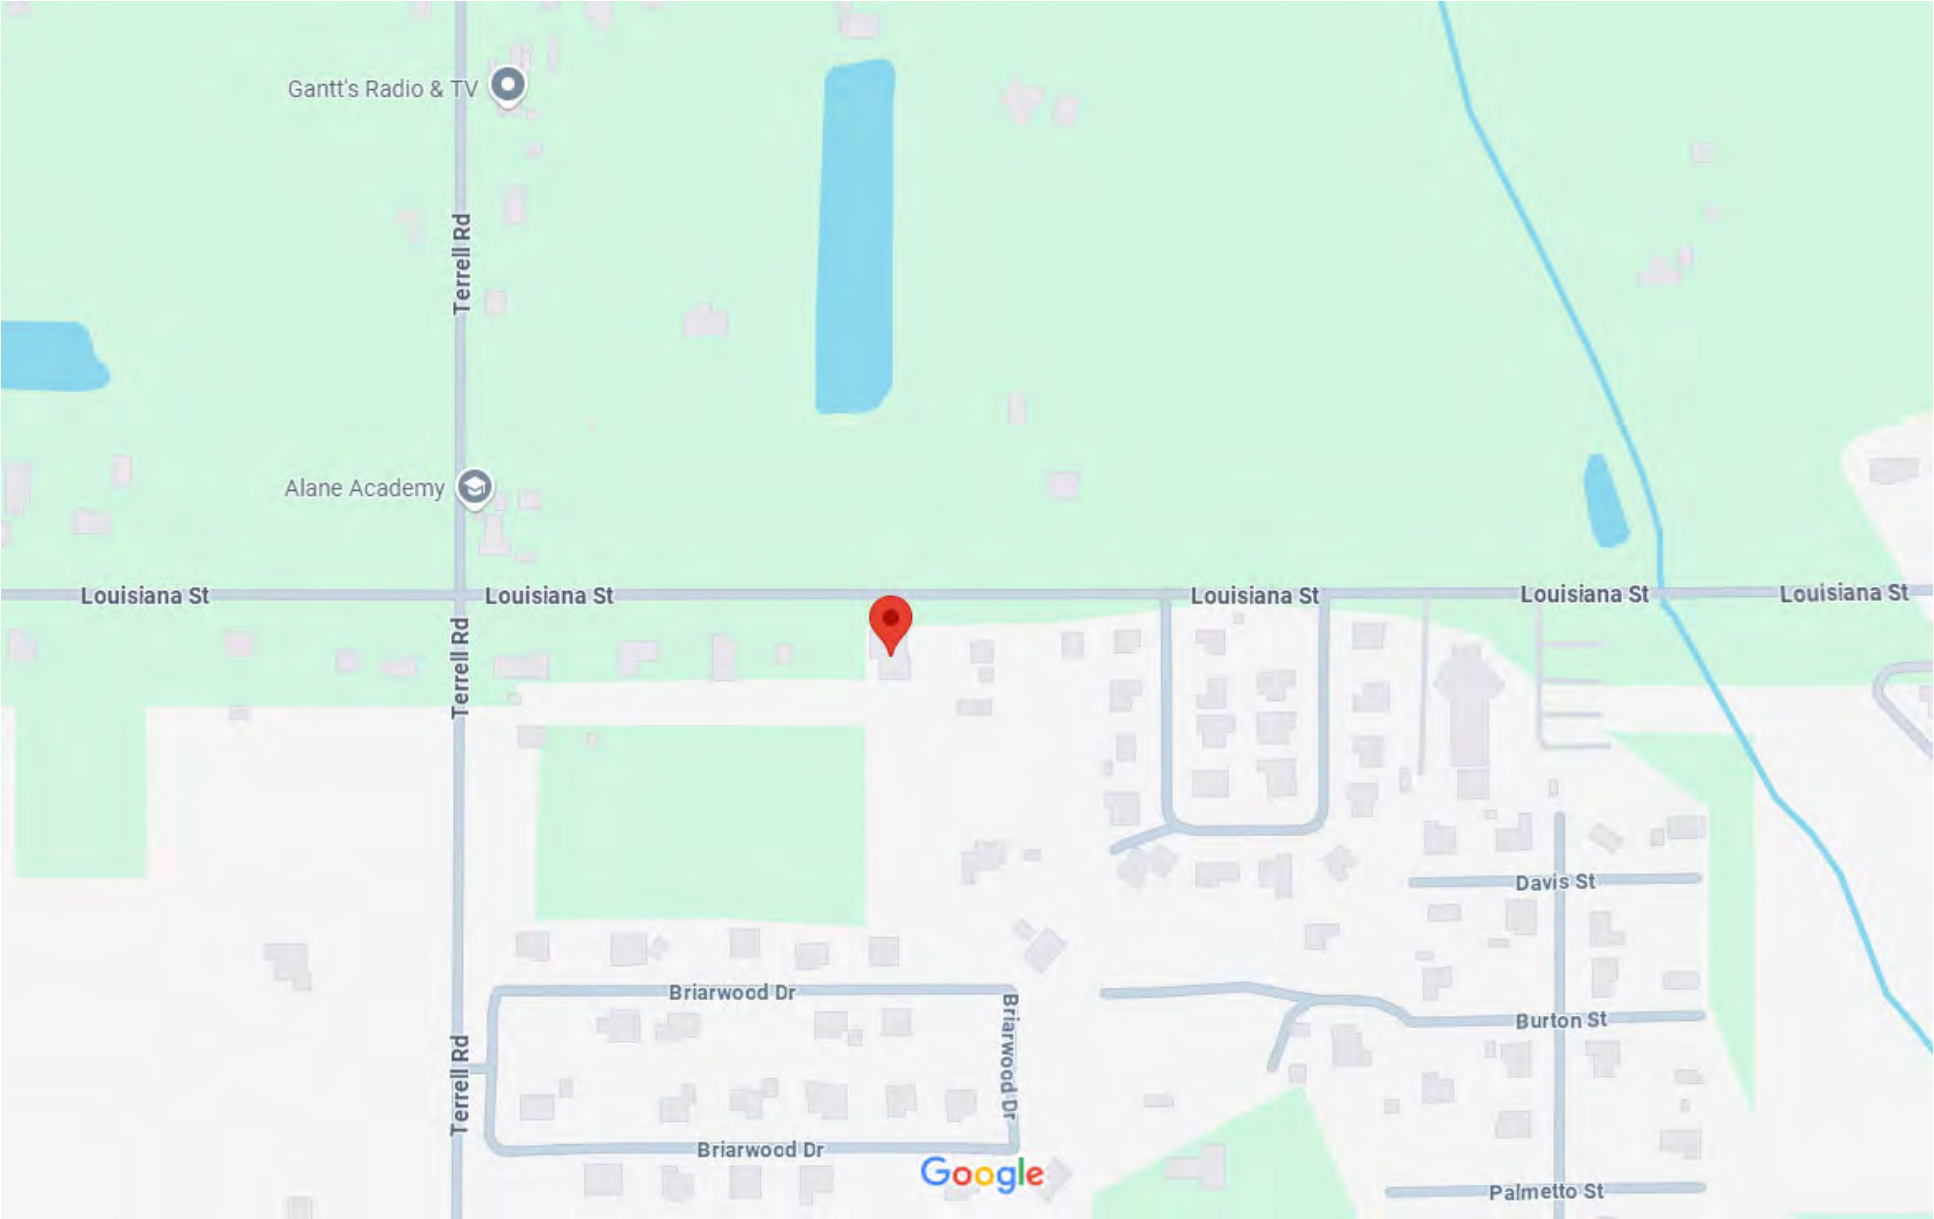 Gantt's Radio & TV
Terrell Rd
Alane Academy
Louisiana St
Louisiana St
Louisiana St
Louisiana St
Louisiana St
Terrell Rd
Davis St
Briarwood Dr
Briarwood Dr
Burton St
Terrell Rd
Briarwood Dr
Google
Palmetto St